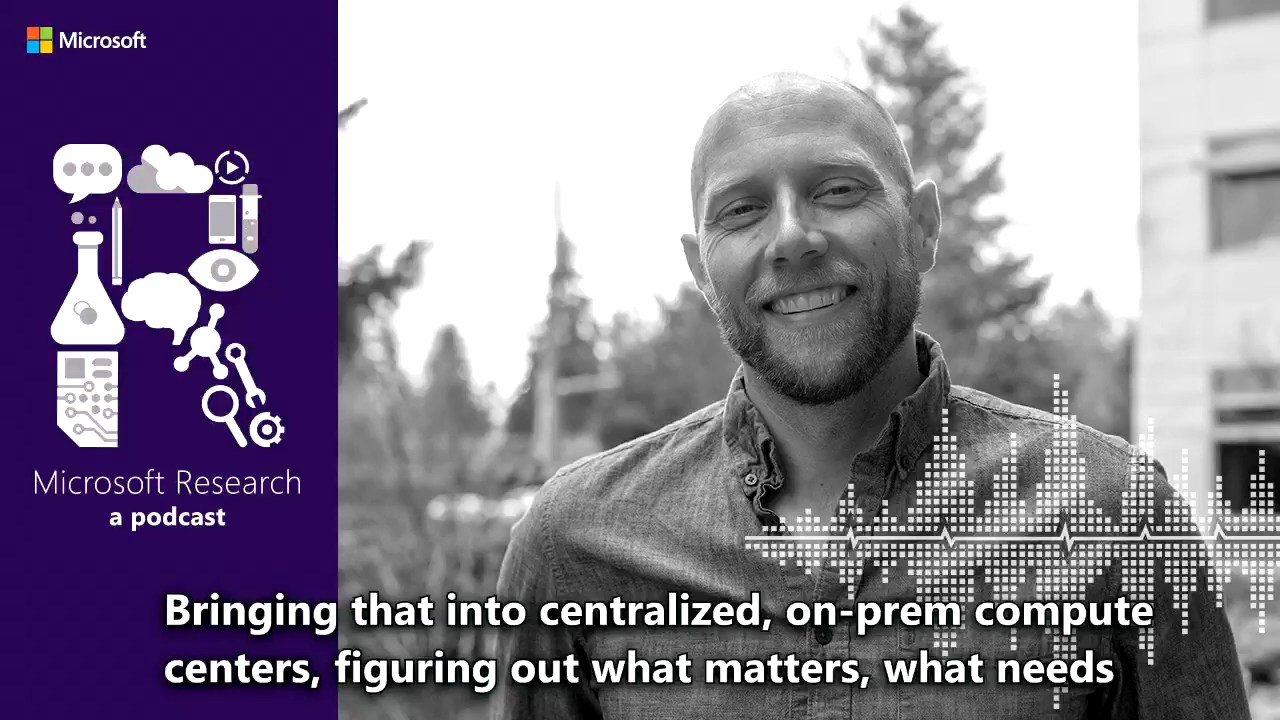 Microsoft
Microsoft Research
a podcast
Bringing that into centralized, on-prem compute
centers, figuring out what matters, what needs